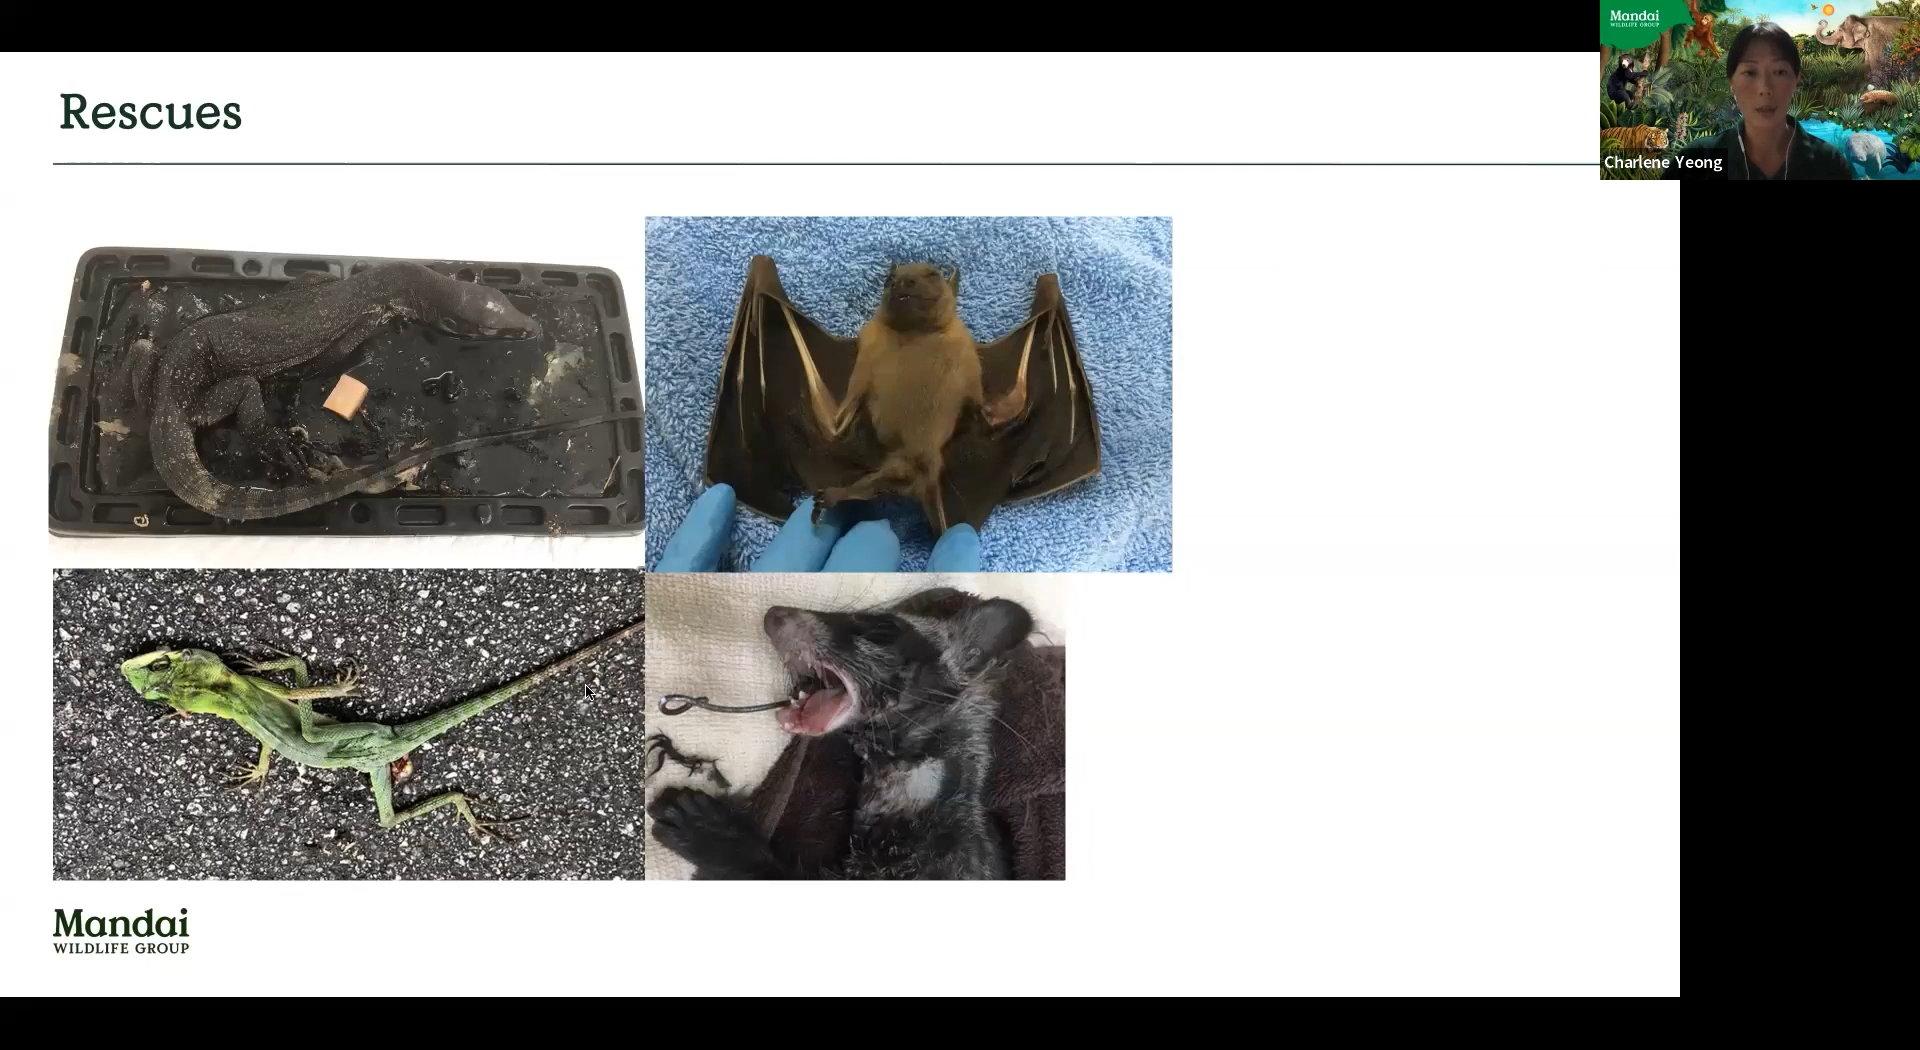 Rescues
Mandai
WILDLIFE GROUP
Charlene Yeong
Mandai
WILDLIFE GROUP